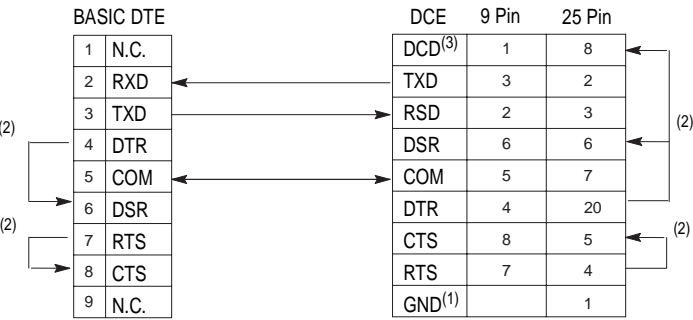 BASIC DTE DCE 9 Pin 25 Pin
1 N.C. DCD(3) 1 8
2 RXD TXD 3 2
3 TXD RSD 2 3
(2) (2)
4 DTR DSR 6 6
5 COM COM 5 7
6 DSR DTR 4 20
(2) (2)
7 RTS CTS 8 5
8 CTS RTS 7 4
9 N.C. GND(1) 1